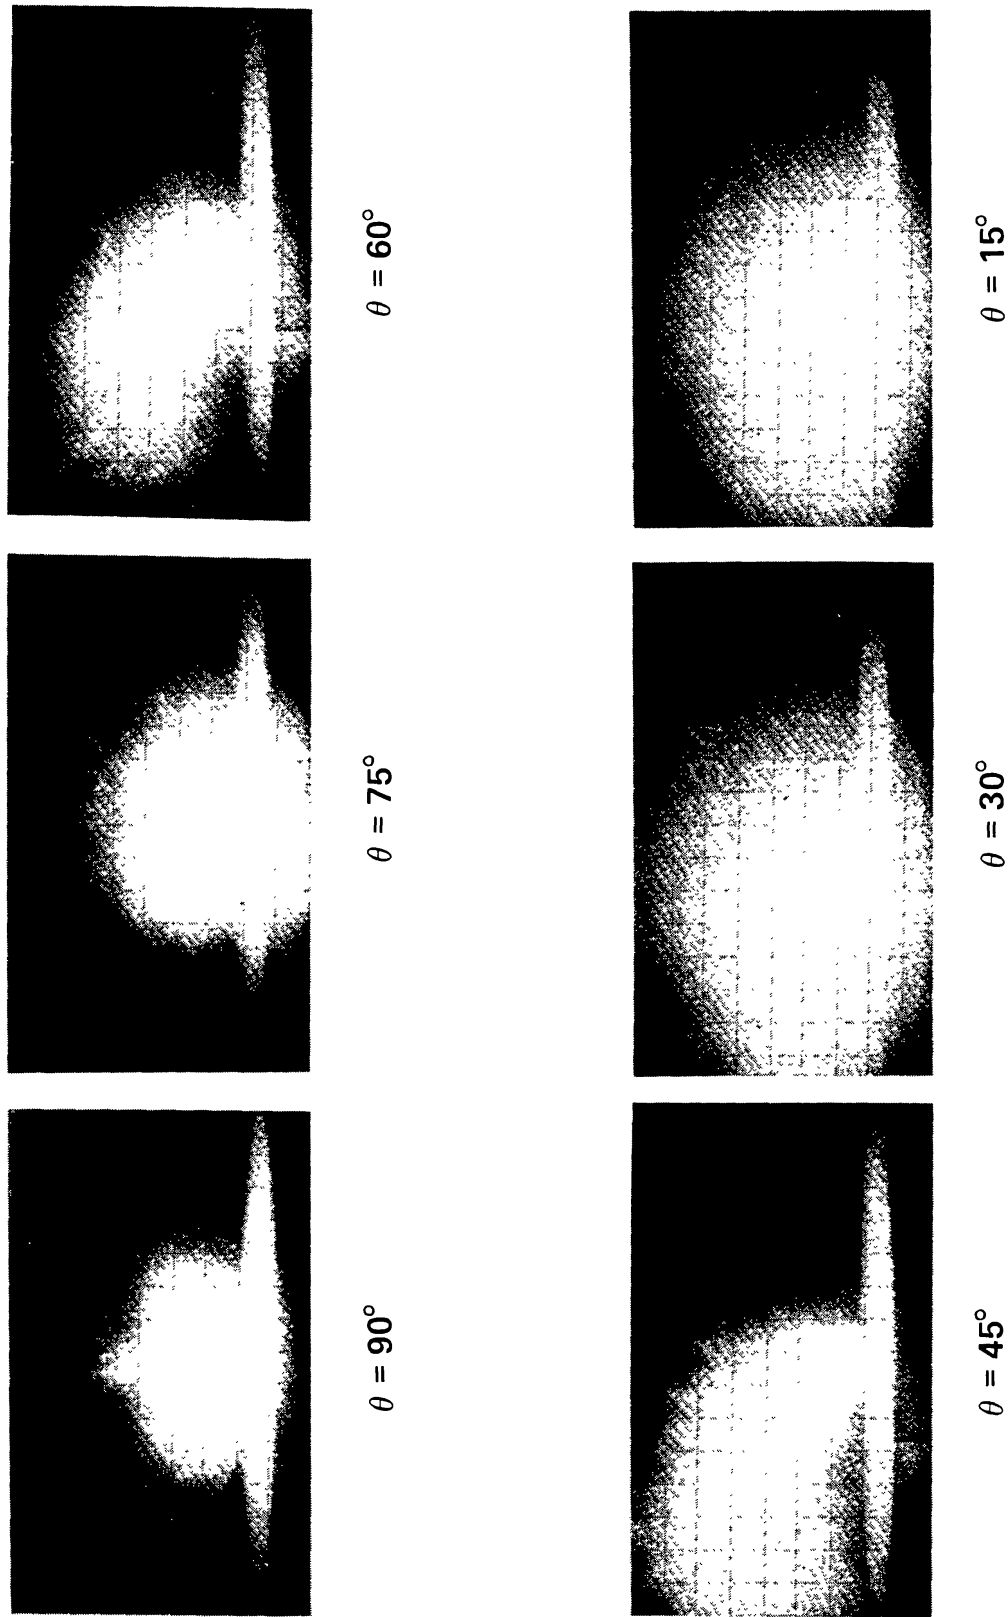 θ = 90°
θ = 75°
θ = 60°
θ = 45°
θ = 30°
θ = 15°